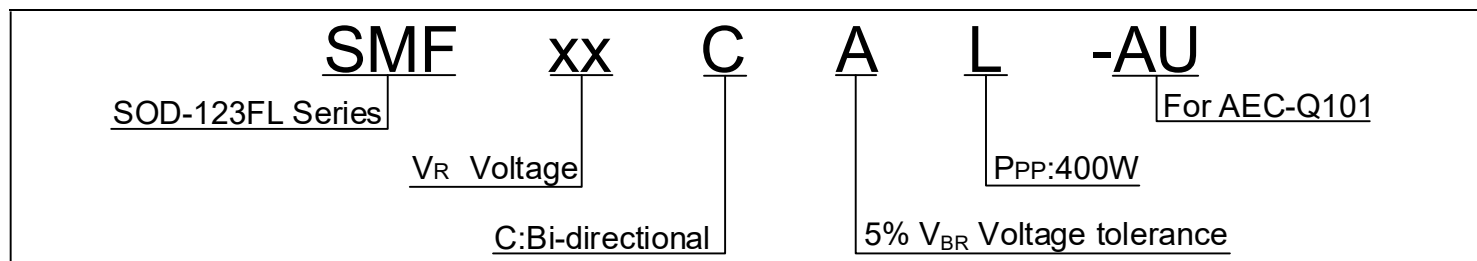 SMF xx C A L -AU
SOD-123FL Series
For AEC-Q101
VR Voltage
PPP:400W
C:Bi-directional
5% VBR Voltage tolerance